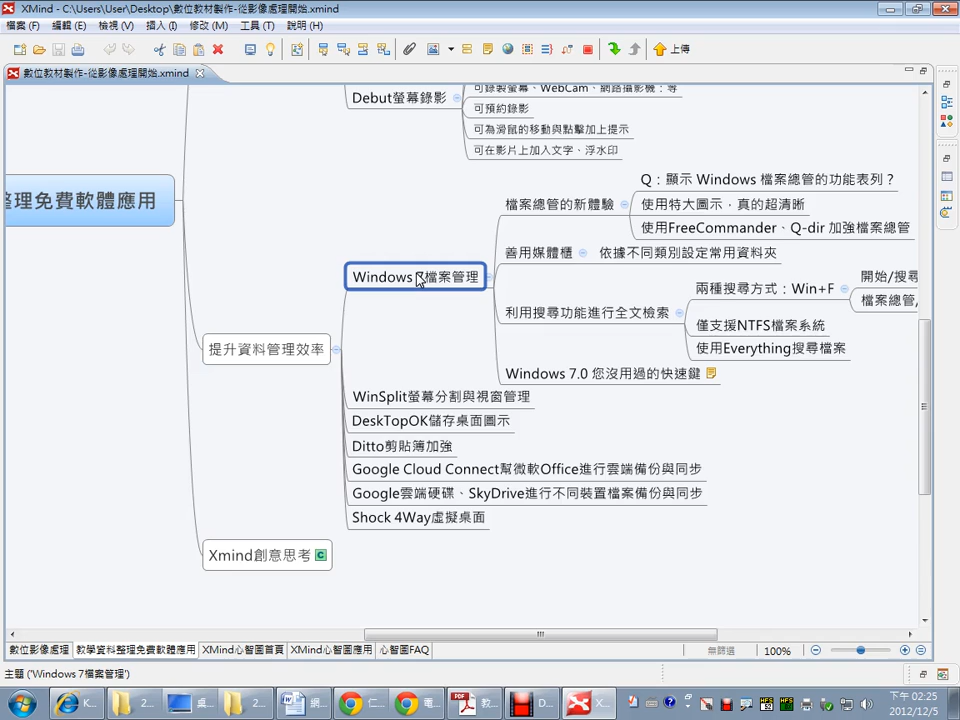 XMind - C:\Users\User\Desktop\數位教材製作-從影像處理開始.xmind
檔案 (F) 編輯 (E) 檢視 (V) 插入 (I) 修改 (M) 工具 (T) 說明 (H)
上傳
數位教材製作-從影像處理開始.xmind
可錄製螢幕、WebCam、網路攝影機：等
Debut螢幕錄影
可預約錄影
可為滑鼠的移動與點擊加上提示
可在影片上加入文字、浮水印
Q：顯示 Windows 檔案總管的功能表列？
整理免費軟體應用
檔案總管的新體驗
使用特大圖示，真的超清晰
使用FreeCommander、Q-dir 加強檔案總管
善用媒體櫃
依據不同類別設定常用資料夾
Windows 7檔案管理
開始/搜尋
兩種搜尋方式：Win+F
檔案總管/
利用搜尋功能進行全文檢索
僅支援NTFS檔案系統
提升資料管理效率
使用Everything搜尋檔案
Windows 7.0 您沒用過的快速鍵
WinSplit螢幕分割與視窗管理
DeskTopOK儲存桌面圖示
Ditto剪貼簿加強
Google Cloud Connect幫微軟Office進行雲端備份與同步
Google雲端硬碟、SkyDrive進行不同裝置檔案備份與同步
Shock 4Way虛擬桌面
Xmind創意思考
數位影像處理 教學資料整理免費軟體應用 XMind心智圖首頁 XMind心智圖應用 心智圖FAQ
無篩選 100%
主題 ('Windows 7檔案管理')
K... 2... 桌... 2... 網... 仁... 電... 教... D... X...
下午 02:25
2012/12/5